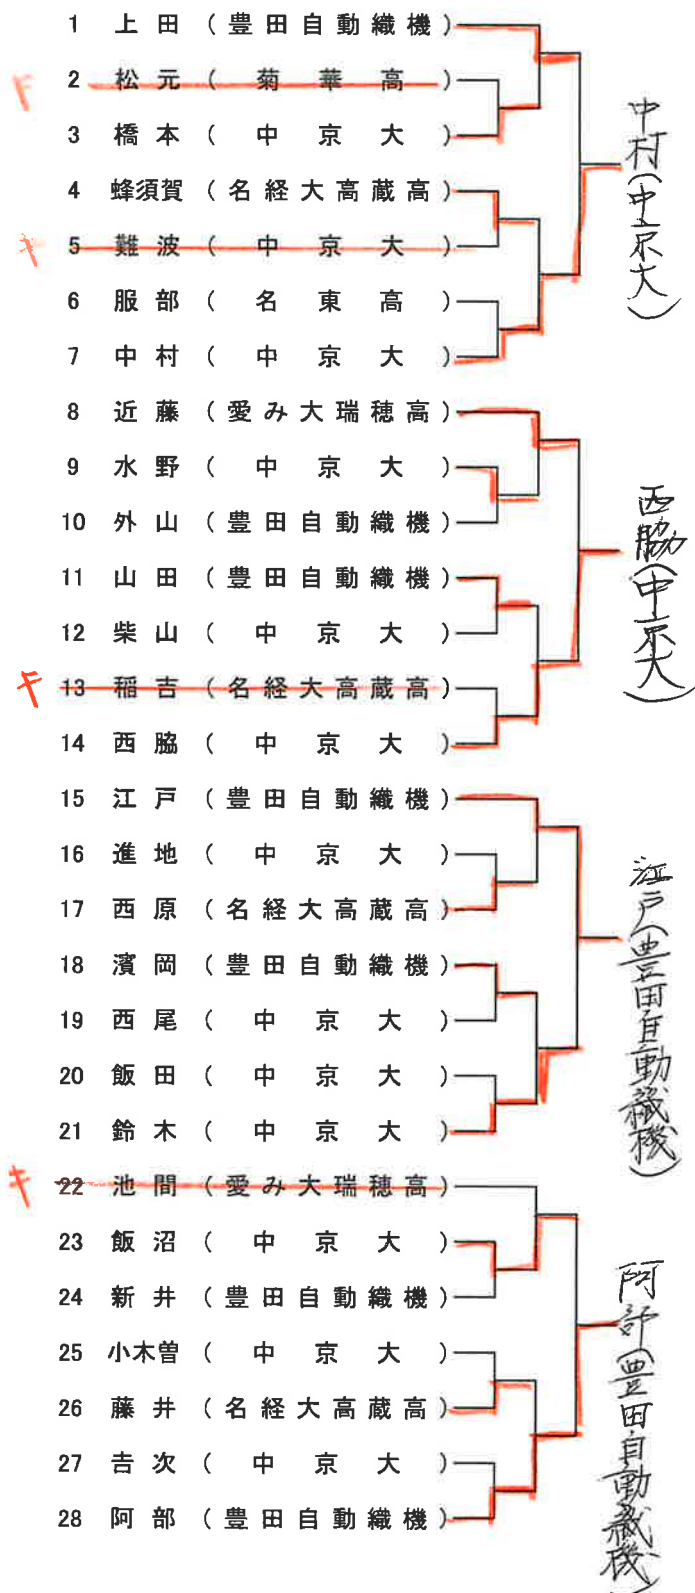 1 上田 (豊田自動織機)
キ 2 松元 (菊華高)
3 橋本 (中京大)
4 蜂須賀 (名経大高蔵高)
キ 5 難波 (中京大)
6 服部 (名東高)
7 中村 (中京大)
中村(中京大)
8 近藤 (愛み大瑞穂高)
9 水野 (中京大)
10 外山 (豊田自動織機)
11 山田 (豊田自動織機)
12 柴山 (中京大)
キ 13 稲吉 (名経大高蔵高)
14 西脇 (中京大)
西脇(中京大)
15 江戸 (豊田自動織機)
16 進地 (中京大)
17 西原 (名経大高蔵高)
18 濱岡 (豊田自動織機)
19 西尾 (中京大)
20 飯田 (中京大)
21 鈴木 (中京大)
江戸(豊田自動織機)
キ 22 池間 (愛み大瑞穂高)
23 飯沼 (中京大)
24 新井 (豊田自動織機)
25 小木曽 (中京大)
26 藤井 (名経大高蔵高)
27 吉次 (中京大)
28 阿部 (豊田自動織機)
阿部(豊田自動織機)